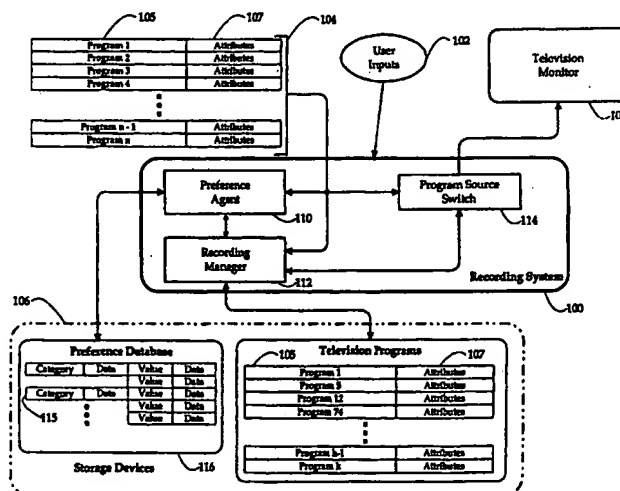 105
107
104
Program 1 Attributes
Program 2 Attributes
Program 3 Attributes
Program 4 Attributes
Program n - 1 Attributes
Program n Attributes
User Inputs
102
Television Monitor
10
Preference Agent
110
Program Source Switch
114
Recording Manager
112
Recording System
100
106
Preference Database
Category Data Value Data
Value Data
Category Data Value Data
Value Data
Value Data
115
Storage Devices
116
Television Programs
105
107
Program 1 Attributes
Program 5 Attributes
Program 12 Attributes
Program 74 Attributes
Program k-1 Attributes
Program k Attributes